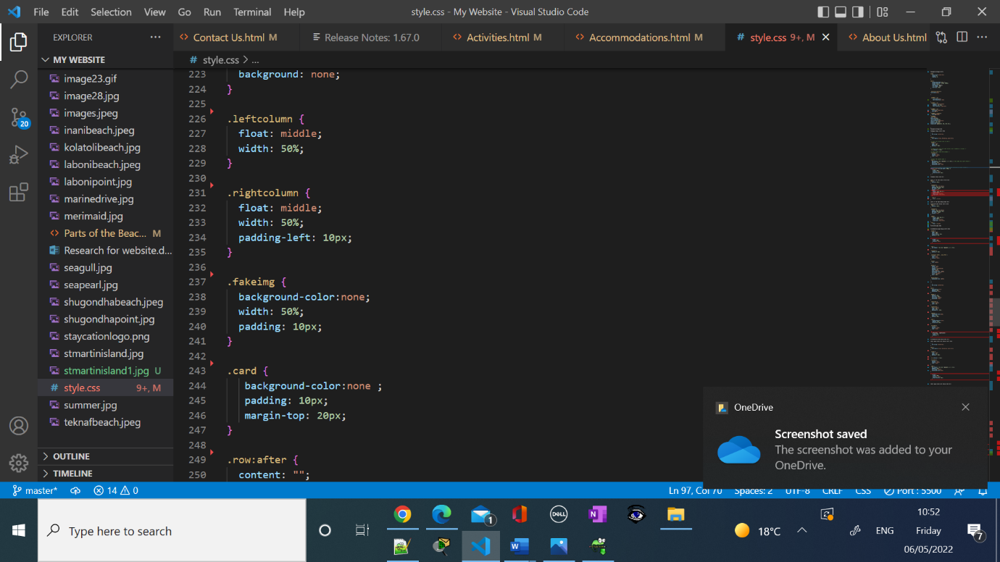 File Edit Selection View Go Run Terminal Help
style.css - My Website - Visual Studio Code
EXPLORER
Contact Us.html M
Release Notes: 1.67.0
Activities.html M
Accommodations.html M
# style.css 9+, M
About Us.html
MY WEBSITE
# style.css > ...
image23.gif
image28.jpg
images.jpeg
inanibeach.jpeg
kolatolibeach.jpg
labonibeach.jpeg
labonipoint.jpg
marinedrive.jpg
merimaid.jpg
Parts of the Beac... M
Research for website.d...
seagull.jpg
seapearl.jpg
shugondhabeach.jpeg
shugondhapoint.jpg
staycationlogo.png
stmartinisland.jpg
stmartinisland1.jpg U
# style.css 9+, M
summer.jpg
teknafbeach.jpeg
OUTLINE
TIMELINE
20
223 background: none;
224 }
225
226 .leftcolumn {
227 float: middle;
228 width: 50%;
229 }
230
231 .rightcolumn {
232 float: middle;
233 width: 50%;
234 padding-left: 10px;
235 }
236
237 .fakeimg {
238 background-color:none;
239 width: 50%;
240 padding: 10px;
241 }
242
243 .card {
244 background-color:none ;
245 padding: 10px;
246 margin-top: 20px;
247 }
248
249 .row:after {
250 content: "";
OneDrive
Screenshot saved
The screenshot was added to your
OneDrive.
master* 14 0
Ln 97, Col 70 Spaces: 2 UTF-8 CRLF CSS Port : 5500
Type here to search
1
DELL
N
W
18°C
ENG
10:52
Friday
06/05/2022
7